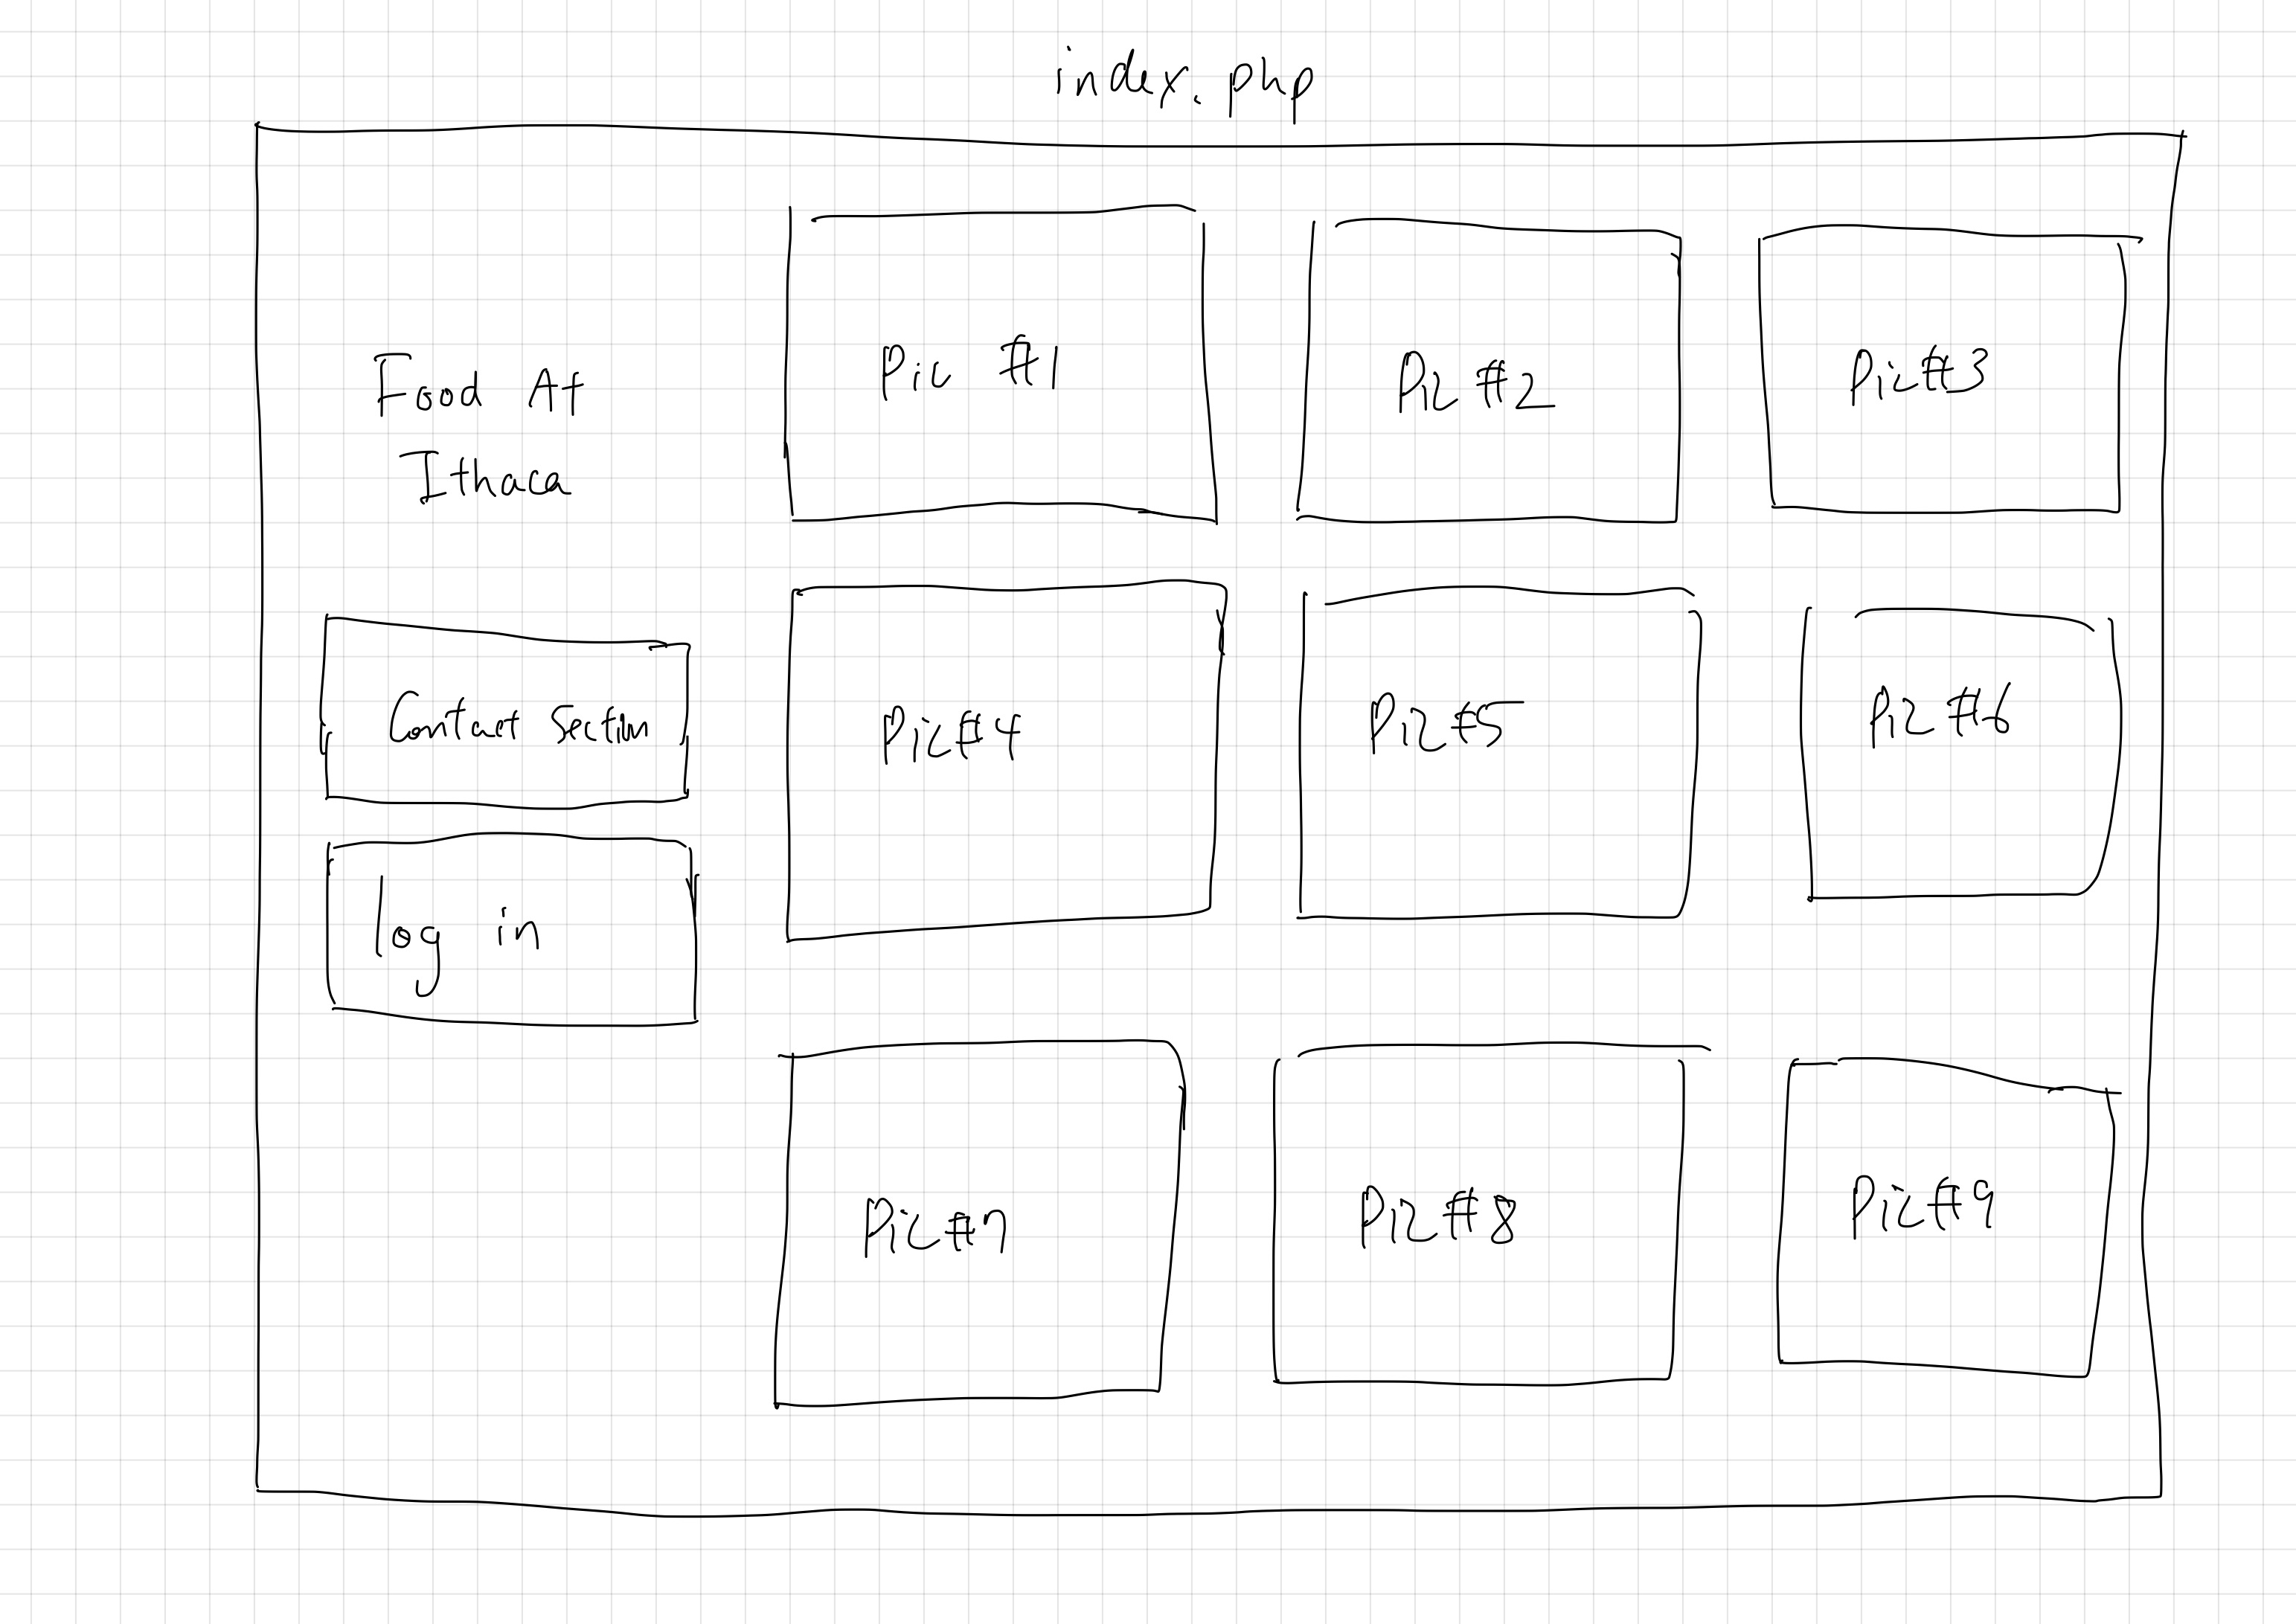 index.php
Food At
Ithaca
Pic #1
Pic #2
Pic #3
Contact Section
log in
Pic #4
Pic #5
Pic #6
Pic #7
Pic #8
Pic #9